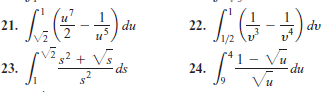 21. ∫_{√2}^{1} (u^7/2 − 1/u^5) du 22. ∫_{1/2}^{1} (1/v^3 − 1/v^4) dv
23. ∫_{1}^{√2} (s^2 + √s)/s^2 ds 24. ∫_{9}^{4} (1 − √u)/√u du